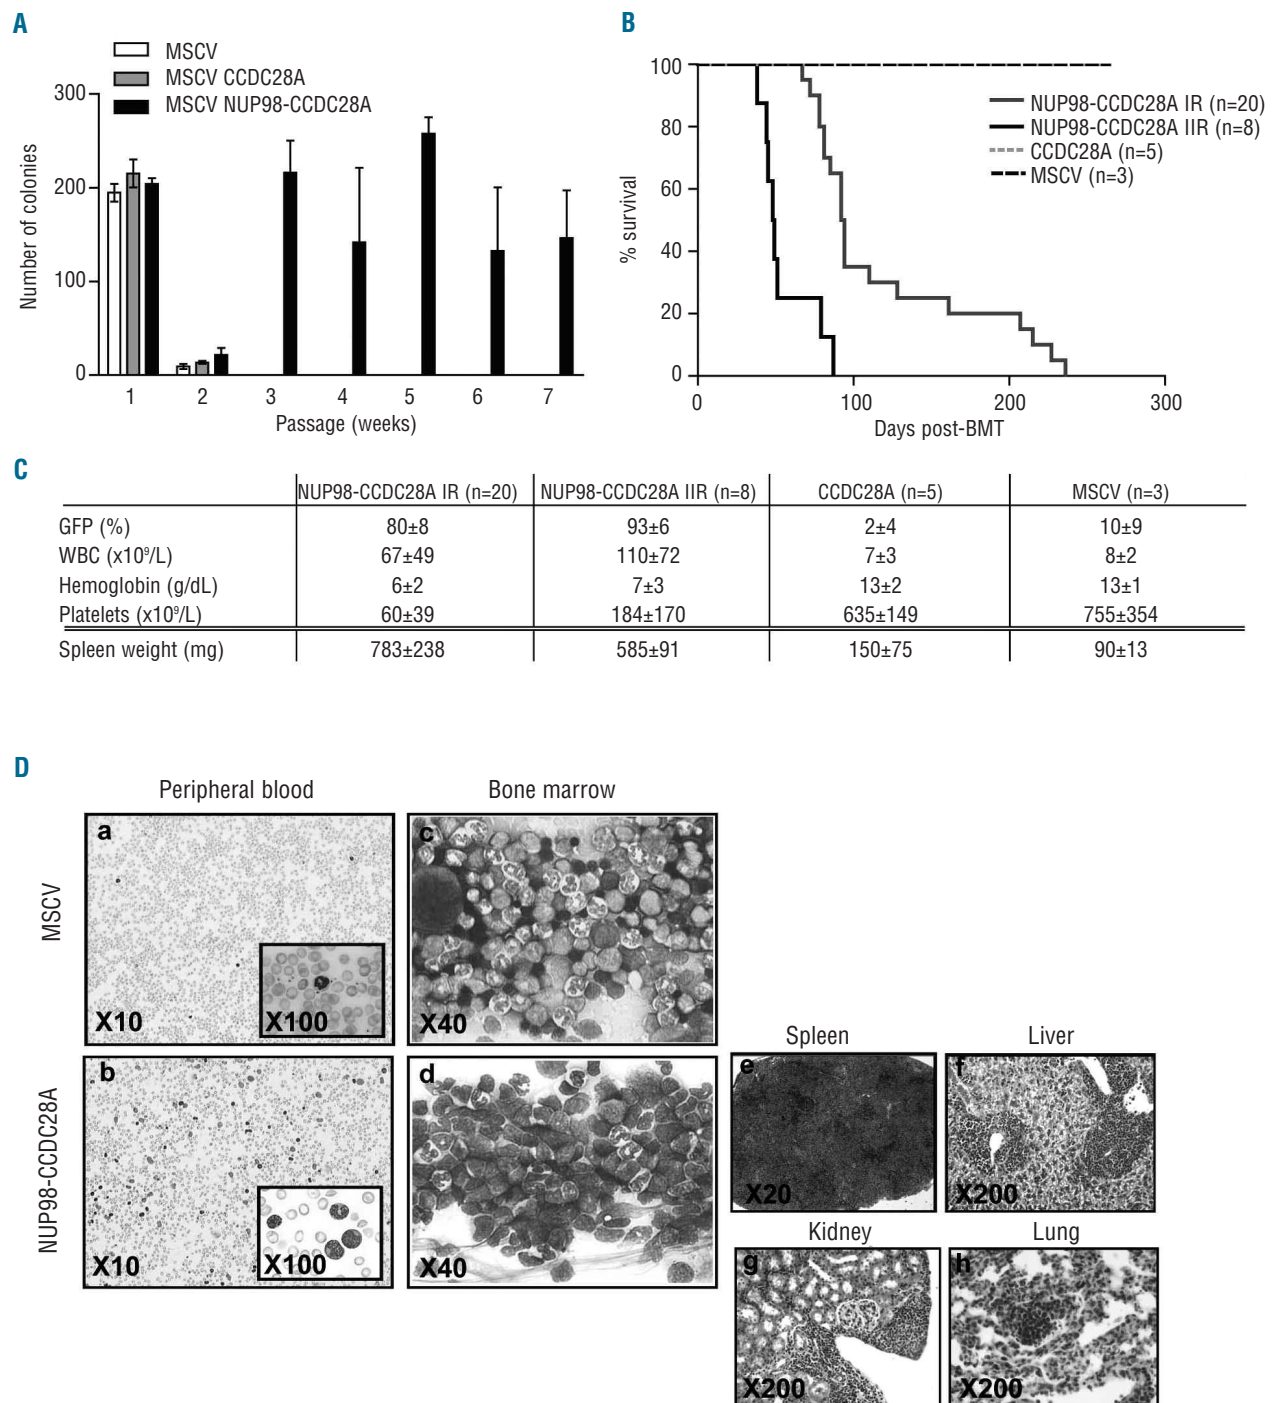 A
MSCV
MSCV CCDC28A
MSCV NUP98-CCDC28A
Number of colonies
300
200
100
0
1 2 3 4 5 6 7
Passage (weeks)
B
% survival
100
80
60
40
20
0
0 100 200 300
Days post-BMT
NUP98-CCDC28A IR (n=20)
NUP98-CCDC28A IIR (n=8)
CCDC28A (n=5)
MSCV (n=3)
C
NUP98-CCDC28A IR (n=20) NUP98-CCDC28A IIR (n=8) CCDC28A (n=5) MSCV (n=3)
GFP (%) 80±8 93±6 2±4 10±9
WBC (x10⁹/L) 67±49 110±72 7±3 8±2
Hemoglobin (g/dL) 6±2 7±3 13±2 13±1
Platelets (x10⁹/L) 60±39 184±170 635±149 755±354
Spleen weight (mg) 783±238 585±91 150±75 90±13
D
Peripheral blood Bone marrow
MSCV
a
X10
X100
c
X40
NUP98-CCDC28A
b
X10
X100
d
X40
Spleen Liver
e
X20
f
X200
Kidney Lung
g
X200
h
X200